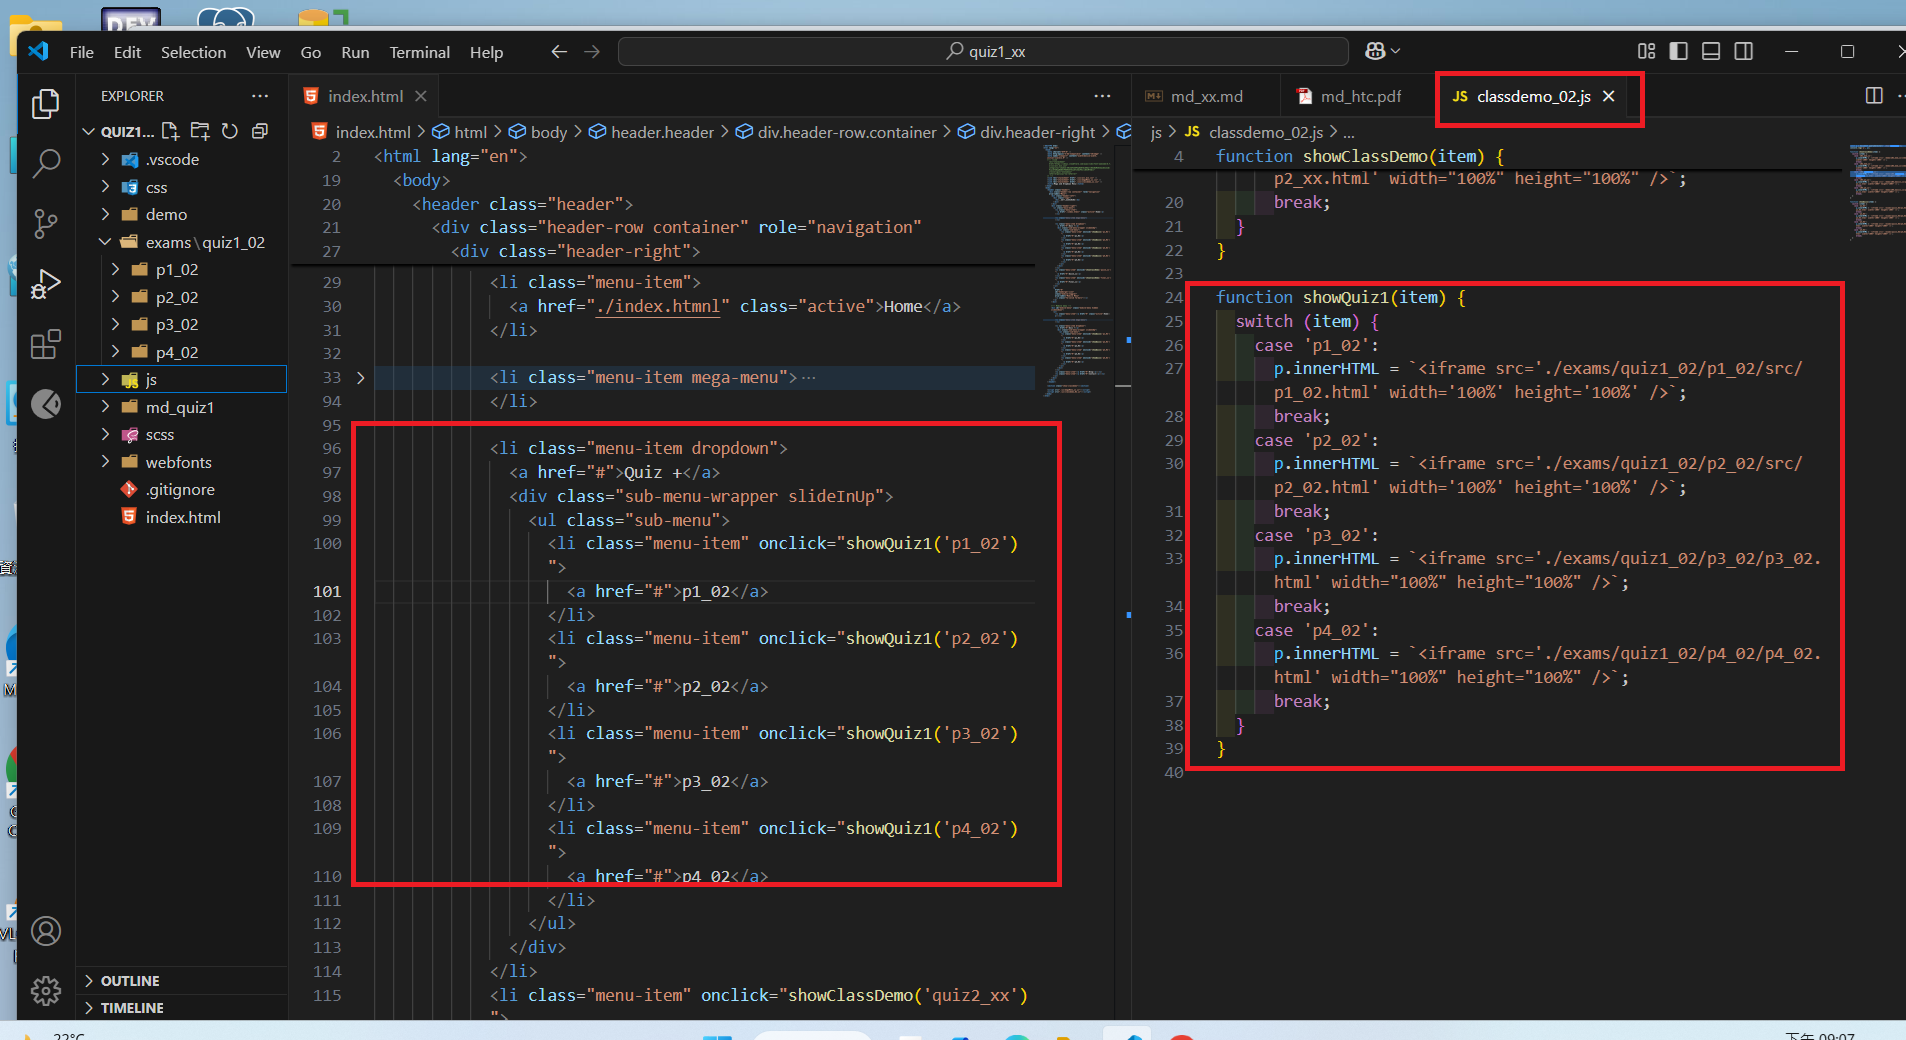 DEV
File Edit Selection View Go Run Terminal Help
quiz1_xx
EXPLORER
QUIZ1...
.vscode
css
demo
exams\quiz1_02
p1_02
p2_02
p3_02
p4_02
js
md_quiz1
scss
webfonts
.gitignore
index.html
OUTLINE
TIMELINE
index.html
index.html > html > body > header.header > div.header-row.container > div.header-right >
2 <html lang="en">
19 <body>
20 <header class="header">
21 <div class="header-row container" role="navigation"
27 <div class="header-right">
29 <li class="menu-item">
30 <a href="./index.htmnl" class="active">Home</a>
31 </li>
32
33 <li class="menu-item mega-menu">...
94 </li>
95
96 <li class="menu-item dropdown">
97 <a href="#">Quiz +</a>
98 <div class="sub-menu-wrapper slideInUp">
99 <ul class="sub-menu">
100 <li class="menu-item" onclick="showQuiz1('p1_02')
">
101 <a href="#">p1_02</a>
102 </li>
103 <li class="menu-item" onclick="showQuiz1('p2_02')
">
104 <a href="#">p2_02</a>
105 </li>
106 <li class="menu-item" onclick="showQuiz1('p3_02')
">
107 <a href="#">p3_02</a>
108 </li>
109 <li class="menu-item" onclick="showQuiz1('p4_02')
">
110 <a href="#">p4_02</a>
111 </li>
112 </ul>
113 </div>
114 </li>
115 <li class="menu-item" onclick="showClassDemo('quiz2_xx')
">
md_xx.md
md_htc.pdf
JS classdemo_02.js
js > JS classdemo_02.js > ...
4 function showClassDemo(item) {
p2_xx.html' width="100%" height="100%" />`;
20 break;
21 }
22 }
23
24 function showQuiz1(item) {
25 switch (item) {
26 case 'p1_02':
27 p.innerHTML = `<iframe src='./exams/quiz1_02/p1_02/src/
p1_02.html' width='100%' height='100%' />`;
28 break;
29 case 'p2_02':
30 p.innerHTML = `<iframe src='./exams/quiz1_02/p2_02/src/
p2_02.html' width='100%' height='100%' />`;
31 break;
32 case 'p3_02':
33 p.innerHTML = `<iframe src='./exams/quiz1_02/p3_02/p3_02.
html' width="100%" height="100%" />`;
34 break;
35 case 'p4_02':
36 p.innerHTML = `<iframe src='./exams/quiz1_02/p4_02/p4_02.
html' width="100%" height="100%" />`;
37 break;
38 }
39 }
40
22°C
下午 09:07